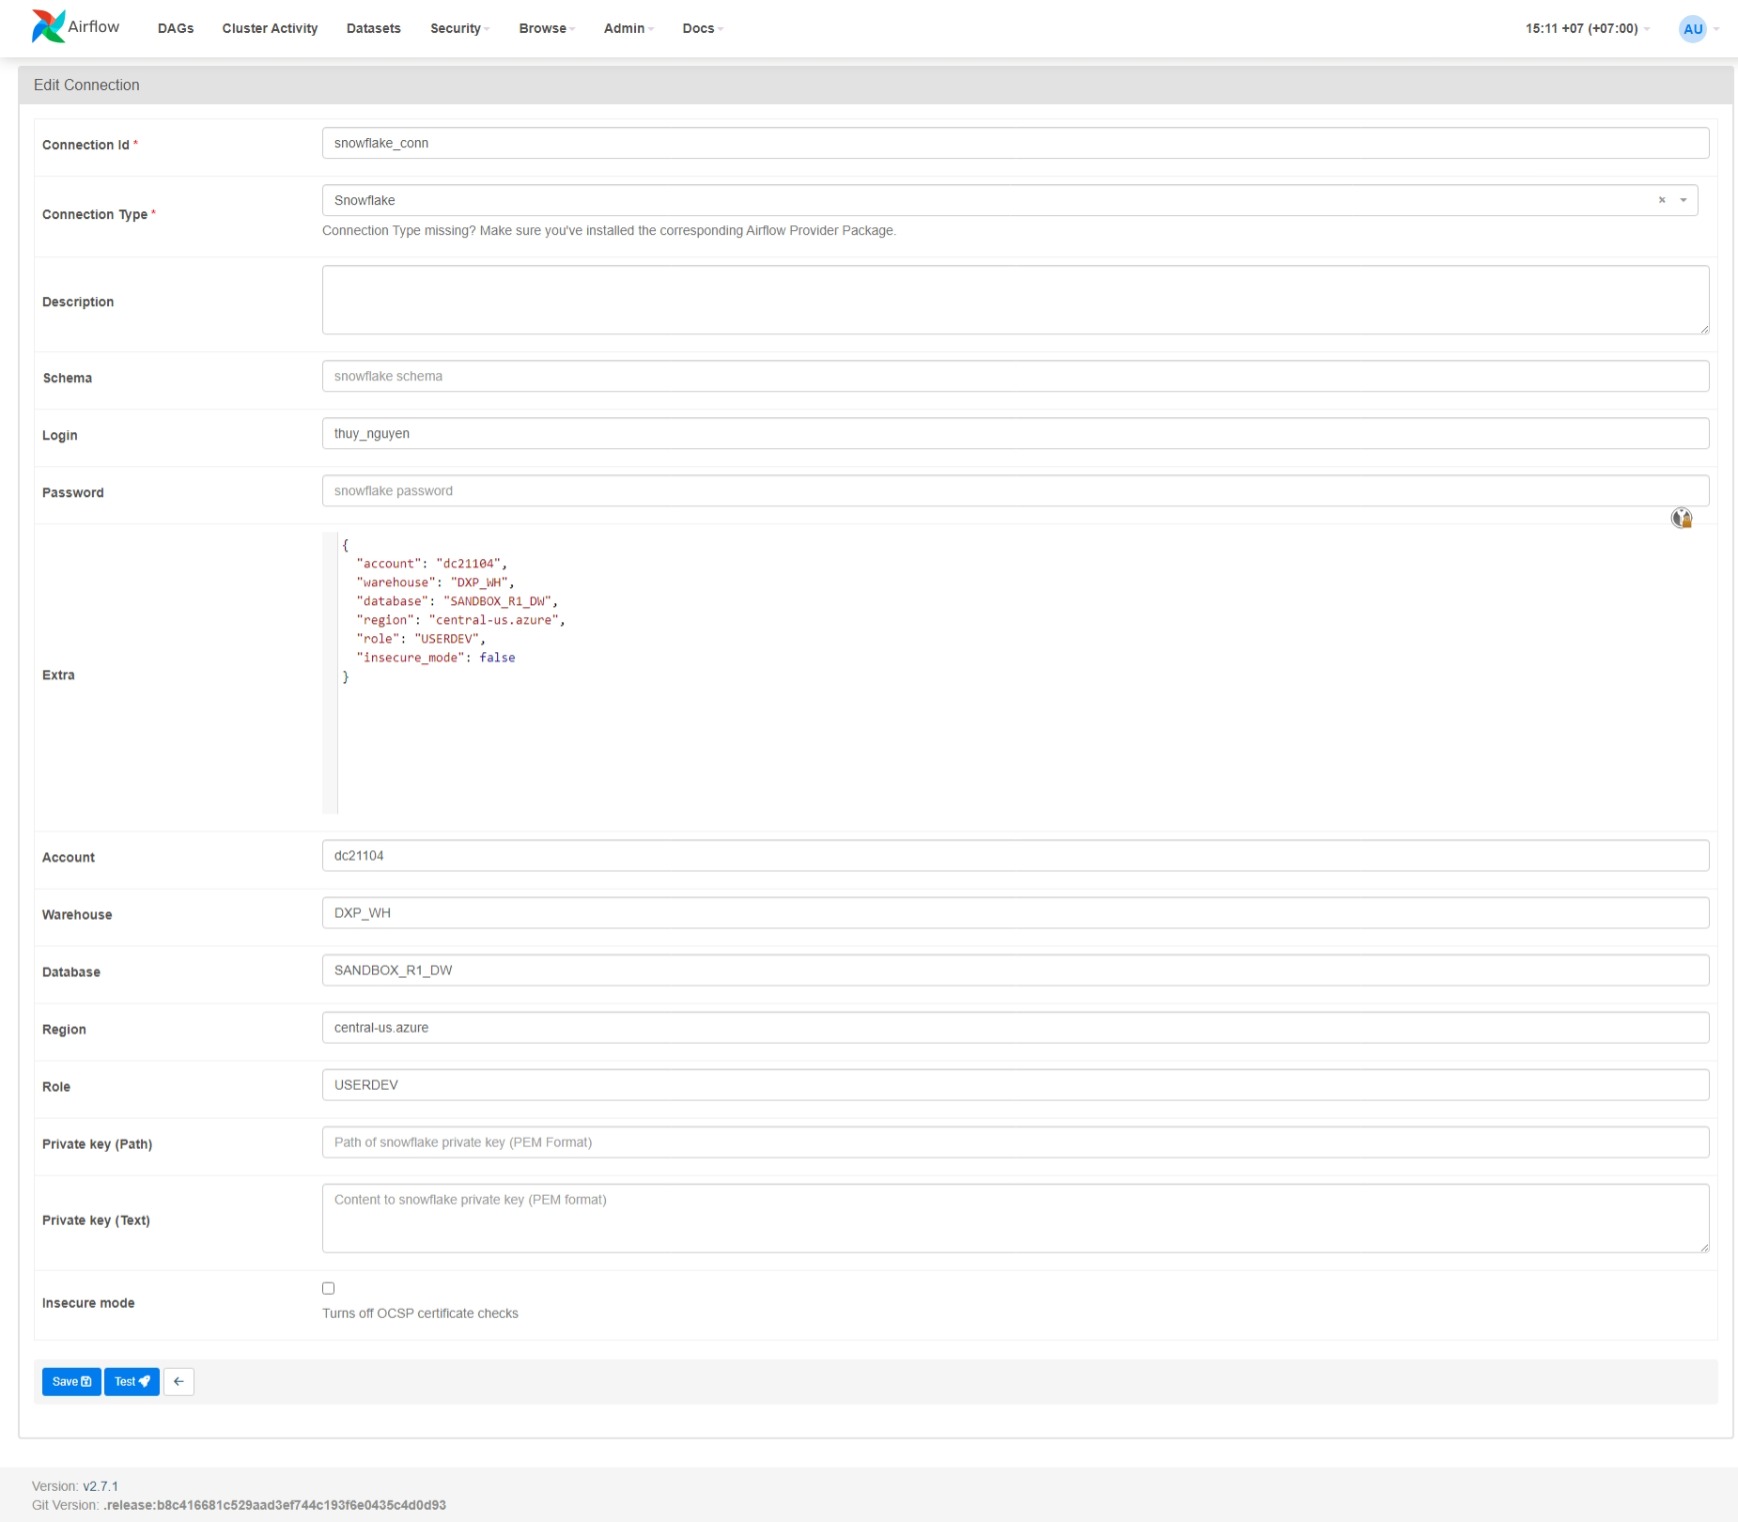 Airflow DAGs Cluster Activity Datasets Security Browse Admin Docs 15:11 +07 (+07:00) AU
Edit Connection
Connection Id * snowflake_conn
Connection Type * Snowflake × 
Connection Type missing? Make sure you've installed the corresponding Airflow Provider Package.
Description
Schema snowflake schema
Login thuy_nguyen
Password snowflake password
Extra
{
"account": "dc21104",
"warehouse": "DXP_WH",
"database": "SANDBOX_R1_DW",
"region": "central-us.azure",
"role": "USERDEV",
"insecure_mode": false
}
Account dc21104
Warehouse DXP_WH
Database SANDBOX_R1_DW
Region central-us.azure
Role USERDEV
Private key (Path) Path of snowflake private key (PEM Format)
Private key (Text) Content to snowflake private key (PEM format)
Insecure mode
Turns off OCSP certificate checks
Save Test ←
Version: v2.7.1
Git Version: .release:b8c416681c529aad3ef744c193f6e0435c4d0d93